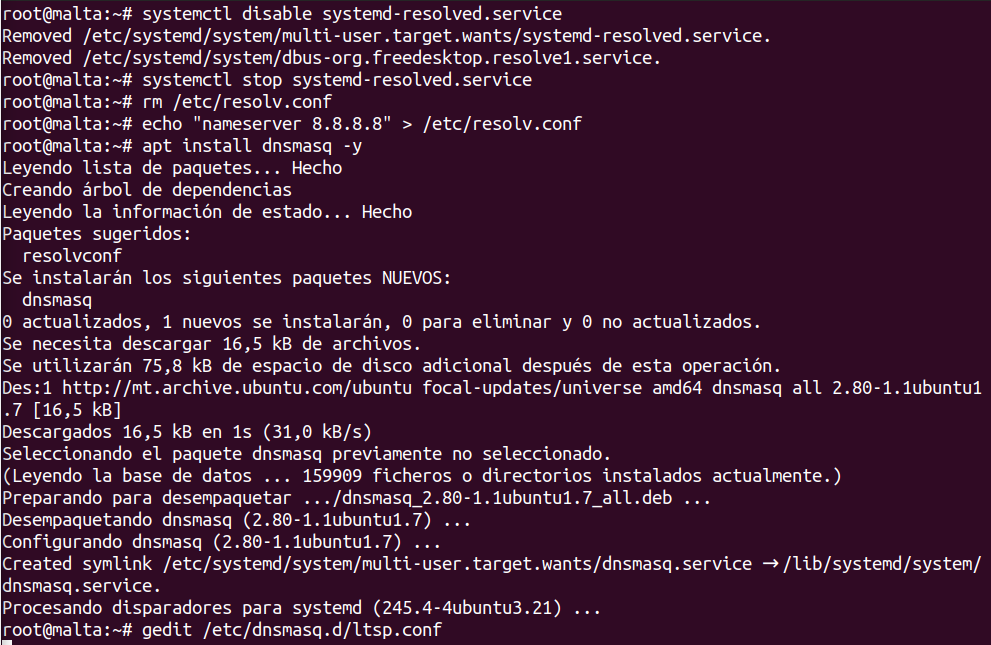 root@malta:~# systemctl disable systemd-resolved.service
Removed /etc/systemd/system/multi-user.target.wants/systemd-resolved.service.
Removed /etc/systemd/system/dbus-org.freedesktop.resolve1.service.
root@malta:~# systemctl stop systemd-resolved.service
root@malta:~# rm /etc/resolv.conf
root@malta:~# echo "nameserver 8.8.8.8" > /etc/resolv.conf
root@malta:~# apt install dnsmasq -y
Leyendo lista de paquetes... Hecho
Creando árbol de dependencias
Leyendo la información de estado... Hecho
Paquetes sugeridos:
  resolvconf
Se instalarán los siguientes paquetes NUEVOS:
  dnsmasq
0 actualizados, 1 nuevos se instalarán, 0 para eliminar y 0 no actualizados.
Se necesita descargar 16,5 kB de archivos.
Se utilizarán 75,8 kB de espacio de disco adicional después de esta operación.
Des:1 http://mt.archive.ubuntu.com/ubuntu focal-updates/universe amd64 dnsmasq all 2.80-1.1ubuntu1
.7 [16,5 kB]
Descargados 16,5 kB en 1s (31,0 kB/s)
Seleccionando el paquete dnsmasq previamente no seleccionado.
(Leyendo la base de datos ... 159909 ficheros o directorios instalados actualmente.)
Preparando para desempaquetar .../dnsmasq_2.80-1.1ubuntu1.7_all.deb ...
Desempaquetando dnsmasq (2.80-1.1ubuntu1.7) ...
Configurando dnsmasq (2.80-1.1ubuntu1.7) ...
Created symlink /etc/systemd/system/multi-user.target.wants/dnsmasq.service → /lib/systemd/system/
dnsmasq.service.
Procesando disparadores para systemd (245.4-4ubuntu3.21) ...
root@malta:~# gedit /etc/dnsmasq.d/ltsp.conf